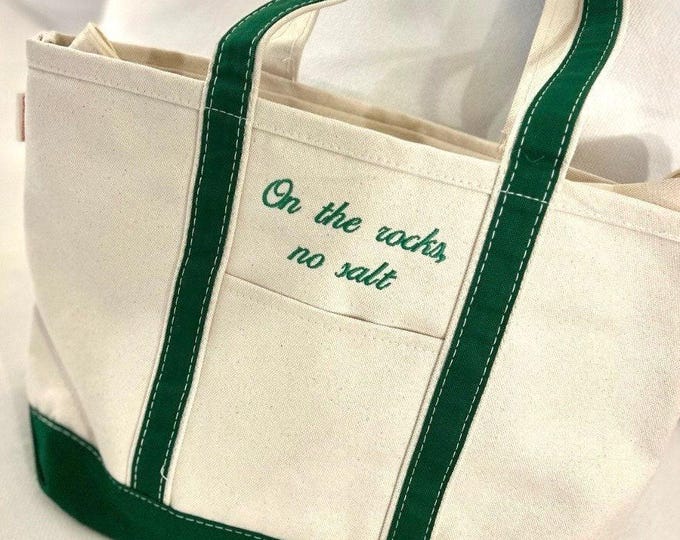 On the rocks,
no salt